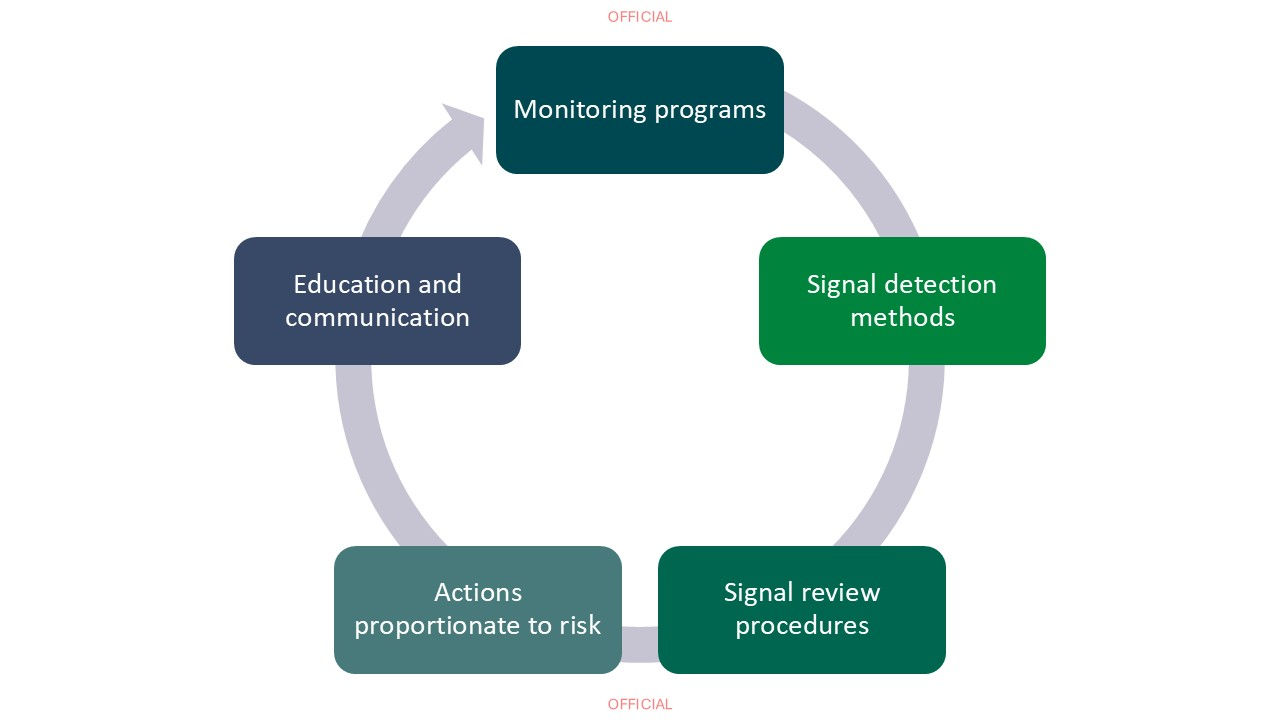 OFFICIAL
Monitoring programs
Signal detection
methods
Signal review
procedures
Actions
proportionate to risk
Education and
communication
OFFICIAL